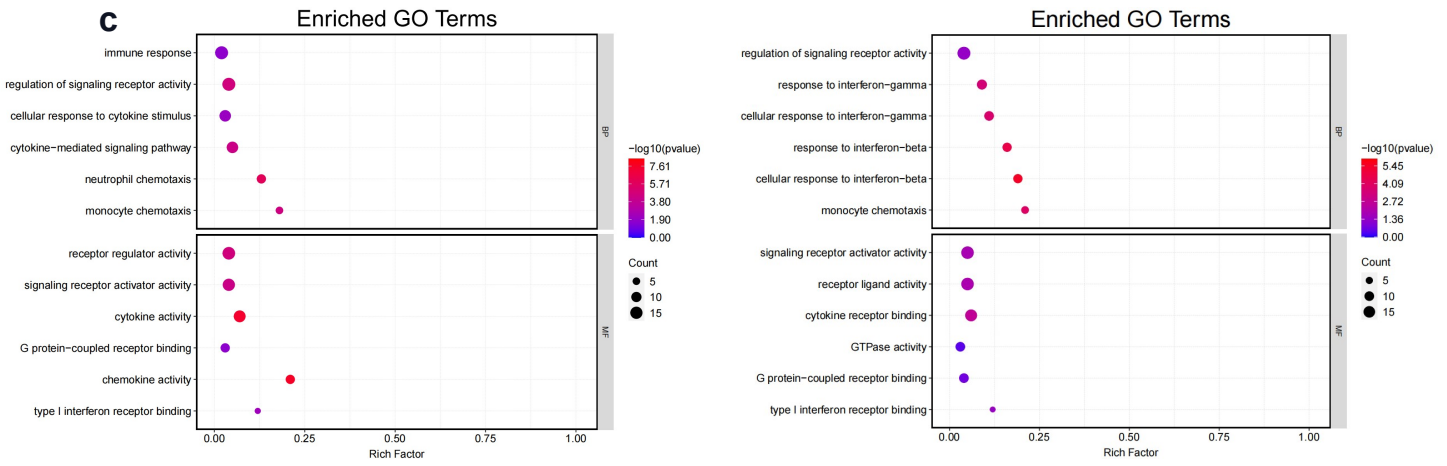 C
Enriched GO Terms
immune response
regulation of signaling receptor activity
cellular response to cytokine stimulus
cytokine−mediated signaling pathway
neutrophil chemotaxis
monocyte chemotaxis
BP
receptor regulator activity
signaling receptor activator activity
cytokine activity
G protein−coupled receptor binding
chemokine activity
type I interferon receptor binding
MF
0.00 0.25 0.50 0.75 1.00
Rich Factor
−log10(pvalue)
7.61
5.71
3.80
1.90
0.00
Count
5
10
15
Enriched GO Terms
regulation of signaling receptor activity
response to interferon−gamma
cellular response to interferon−gamma
response to interferon−beta
cellular response to interferon−beta
monocyte chemotaxis
BP
signaling receptor activator activity
receptor ligand activity
cytokine receptor binding
GTPase activity
G protein−coupled receptor binding
type I interferon receptor binding
MF
0.00 0.25 0.50 0.75 1.00
Rich Factor
−log10(pvalue)
5.45
4.09
2.72
1.36
0.00
Count
5
10
15